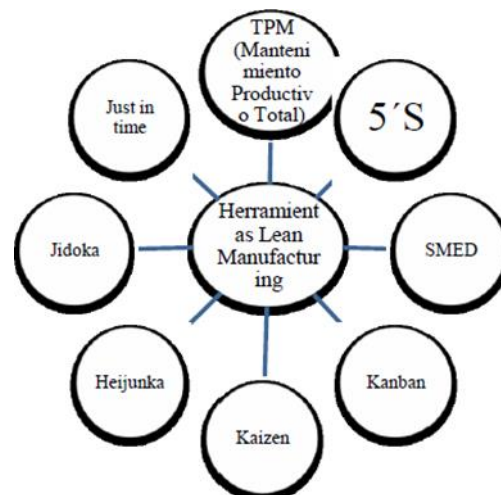 TPM
(Manteni
miento
Productiv
o Total)
5´S
SMED
Kanban
Kaizen
Heijunka
Jidoka
Just in
time
Herramient
as Lean
Manufactur
ing